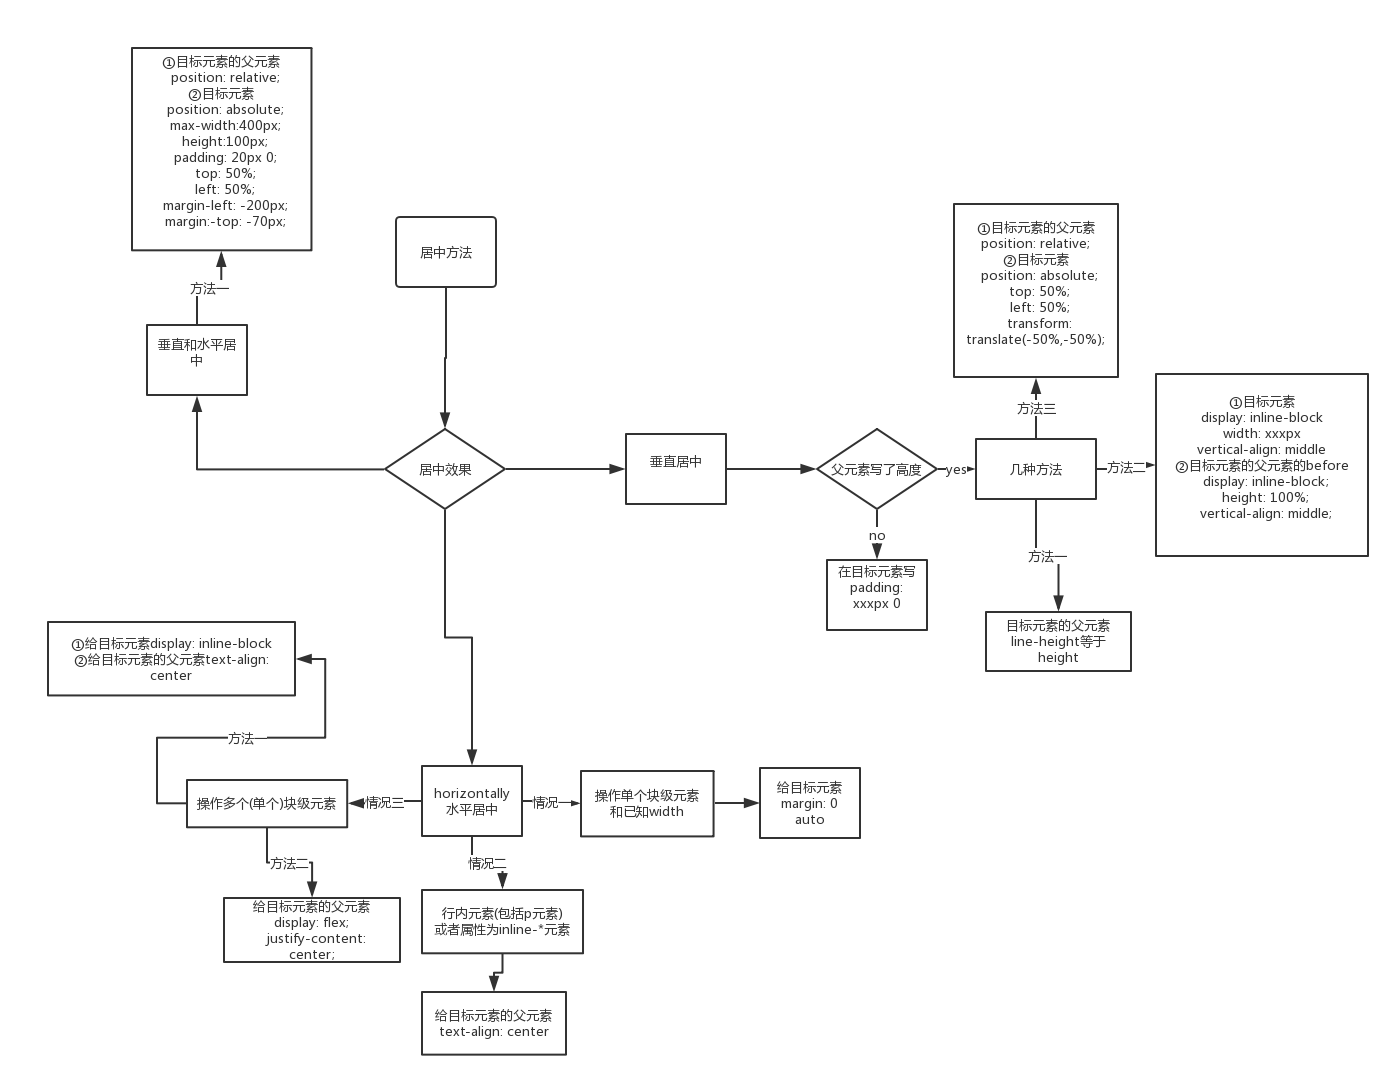 ①目标元素的父元素
position: relative;
②目标元素
position: absolute;
max-width:400px;
height:100px;
padding: 20px 0;
top: 50%;
left: 50%;
margin-left: -200px;
margin:-top: -70px;
方法一
垂直和水平居
中
居中方法
居中效果
垂直居中
父元素写了高度
yes
no
在目标元素写
padding:
xxxpx 0
几种方法
方法三
①目标元素的父元素
position: relative;
②目标元素
position: absolute;
top: 50%;
left: 50%;
transform:
translate(-50%,-50%);
方法二
①目标元素
display: inline-block
width: xxxpx
vertical-align: middle
②目标元素的父元素的before
display: inline-block;
height: 100%;
vertical-align: middle;
方法一
目标元素的父元素
line-height等于
height
①给目标元素display: inline-block
②给目标元素的父元素text-align:
center
方法一
操作多个(单个)块级元素
情况三
horizontally
水平居中
情况一
操作单个块级元素
和已知width
给目标元素
margin: 0
auto
方法二
给目标元素的父元素
display: flex;
justify-content:
center;
情况二
行内元素(包括p元素)
或者属性为inline-*元素
给目标元素的父元素
text-align: center